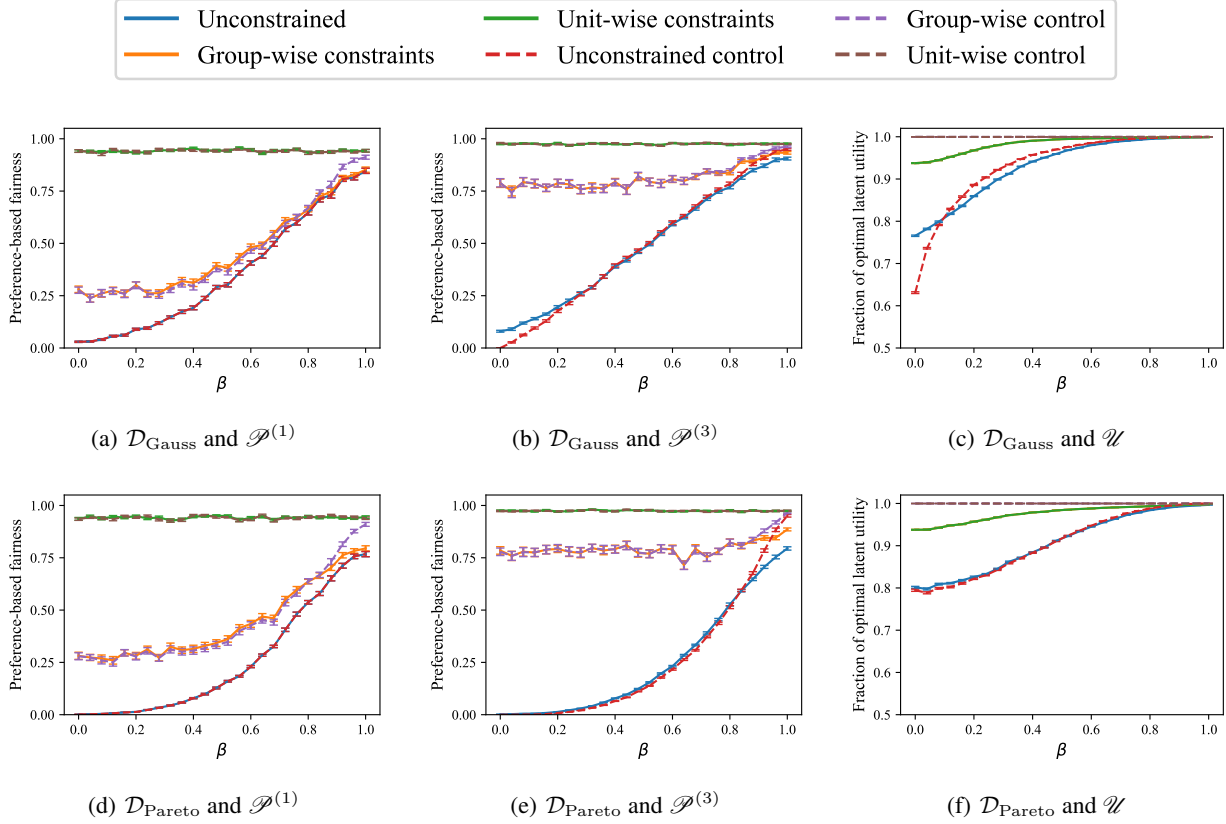 Unconstrained Unit-wise constraints Group-wise control
Group-wise constraints Unconstrained control Unit-wise control
Preference-based fairness
1.00
0.75
0.50
0.25
0.00
0.0 0.2 0.4 0.6 0.8 1.0
β
(a) 𝒟Gauss and 𝒫(1)
Preference-based fairness
1.00
0.75
0.50
0.25
0.00
0.0 0.2 0.4 0.6 0.8 1.0
β
(b) 𝒟Gauss and 𝒫(3)
Fraction of optimal latent utility
1.0
0.9
0.8
0.7
0.6
0.5
0.0 0.2 0.4 0.6 0.8 1.0
β
(c) 𝒟Gauss and 𝒰
Preference-based fairness
1.00
0.75
0.50
0.25
0.00
0.0 0.2 0.4 0.6 0.8 1.0
β
(d) 𝒟Pareto and 𝒫(1)
Preference-based fairness
1.00
0.75
0.50
0.25
0.00
0.0 0.2 0.4 0.6 0.8 1.0
β
(e) 𝒟Pareto and 𝒫(3)
Fraction of optimal latent utility
1.0
0.9
0.8
0.7
0.6
0.5
0.0 0.2 0.4 0.6 0.8 1.0
β
(f) 𝒟Pareto and 𝒰